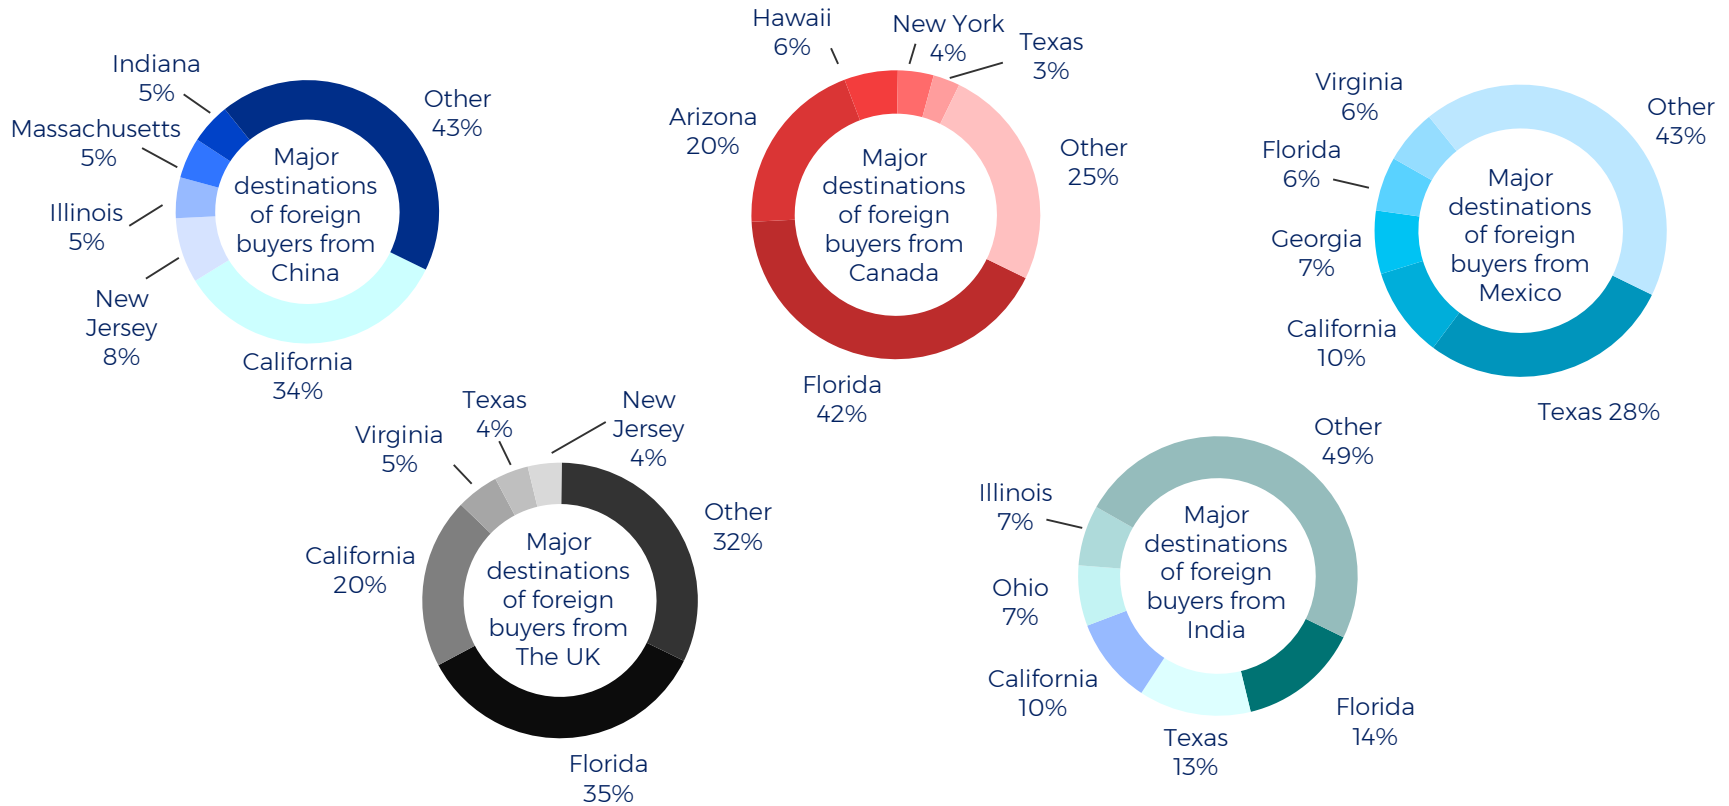 Indiana
5%
Other
43%
Massachusetts
5%
Illinois
5%
New
Jersey
8%
California
34%
Major
destinations
of foreign
buyers from
China
Hawaii
6%
New York
4%
Texas
3%
Arizona
20%
Other
25%
Florida
42%
Major
destinations
of foreign
buyers from
Canada
Virginia
6%
Other
43%
Florida
6%
Georgia
7%
California
10%
Texas 28%
Major
destinations
of foreign
buyers from
Mexico
Texas
4%
New
Jersey
4%
Virginia
5%
Other
32%
California
20%
Florida
35%
Major
destinations
of foreign
buyers from
The UK
Other
49%
Illinois
7%
Ohio
7%
California
10%
Texas
13%
Florida
14%
Major
destinations
of foreign
buyers from
India